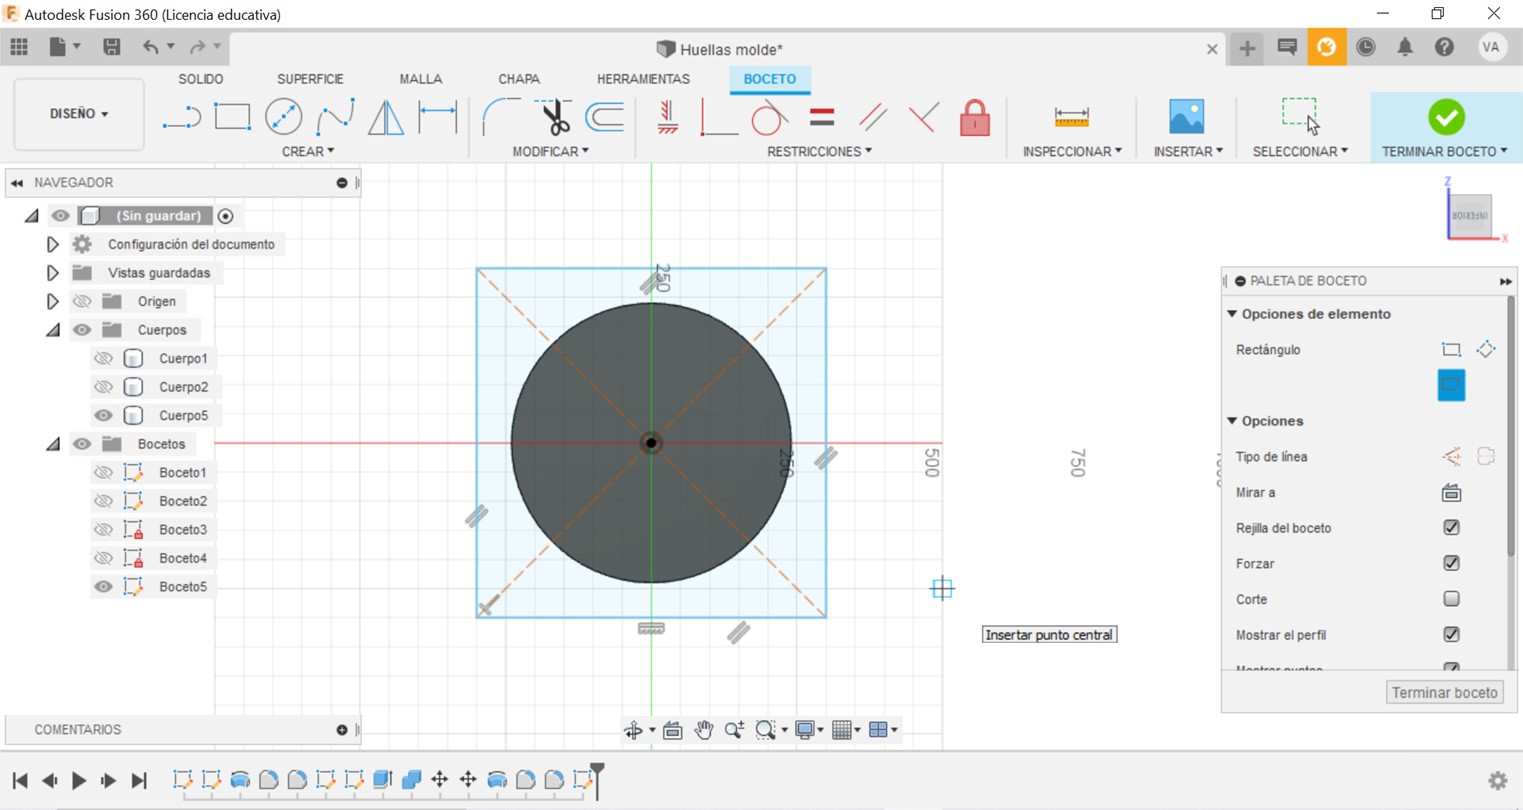 Autodesk Fusion 360 (Licencia educativa)
Huellas molde*
VA
DISEÑO
SOLIDO SUPERFICIE MALLA CHAPA HERRAMIENTAS BOCETO
CREAR MODIFICAR RESTRICCIONES INSPECCIONAR INSERTAR SELECCIONAR TERMINAR BOCETO
NAVEGADOR
(Sin guardar)
Configuración del documento
Vistas guardadas
Origen
Cuerpos
Cuerpo1
Cuerpo2
Cuerpo5
Bocetos
Boceto1
Boceto2
Boceto3
Boceto4
Boceto5
250
250
500
750
Insertar punto central
Z
INFERIOR
X
PALETA DE BOCETO
Opciones de elemento
Rectángulo
Opciones
Tipo de línea
Mirar a
Rejilla del boceto
Forzar
Corte
Mostrar el perfil
Mostrar puntos
Terminar boceto
COMENTARIOS